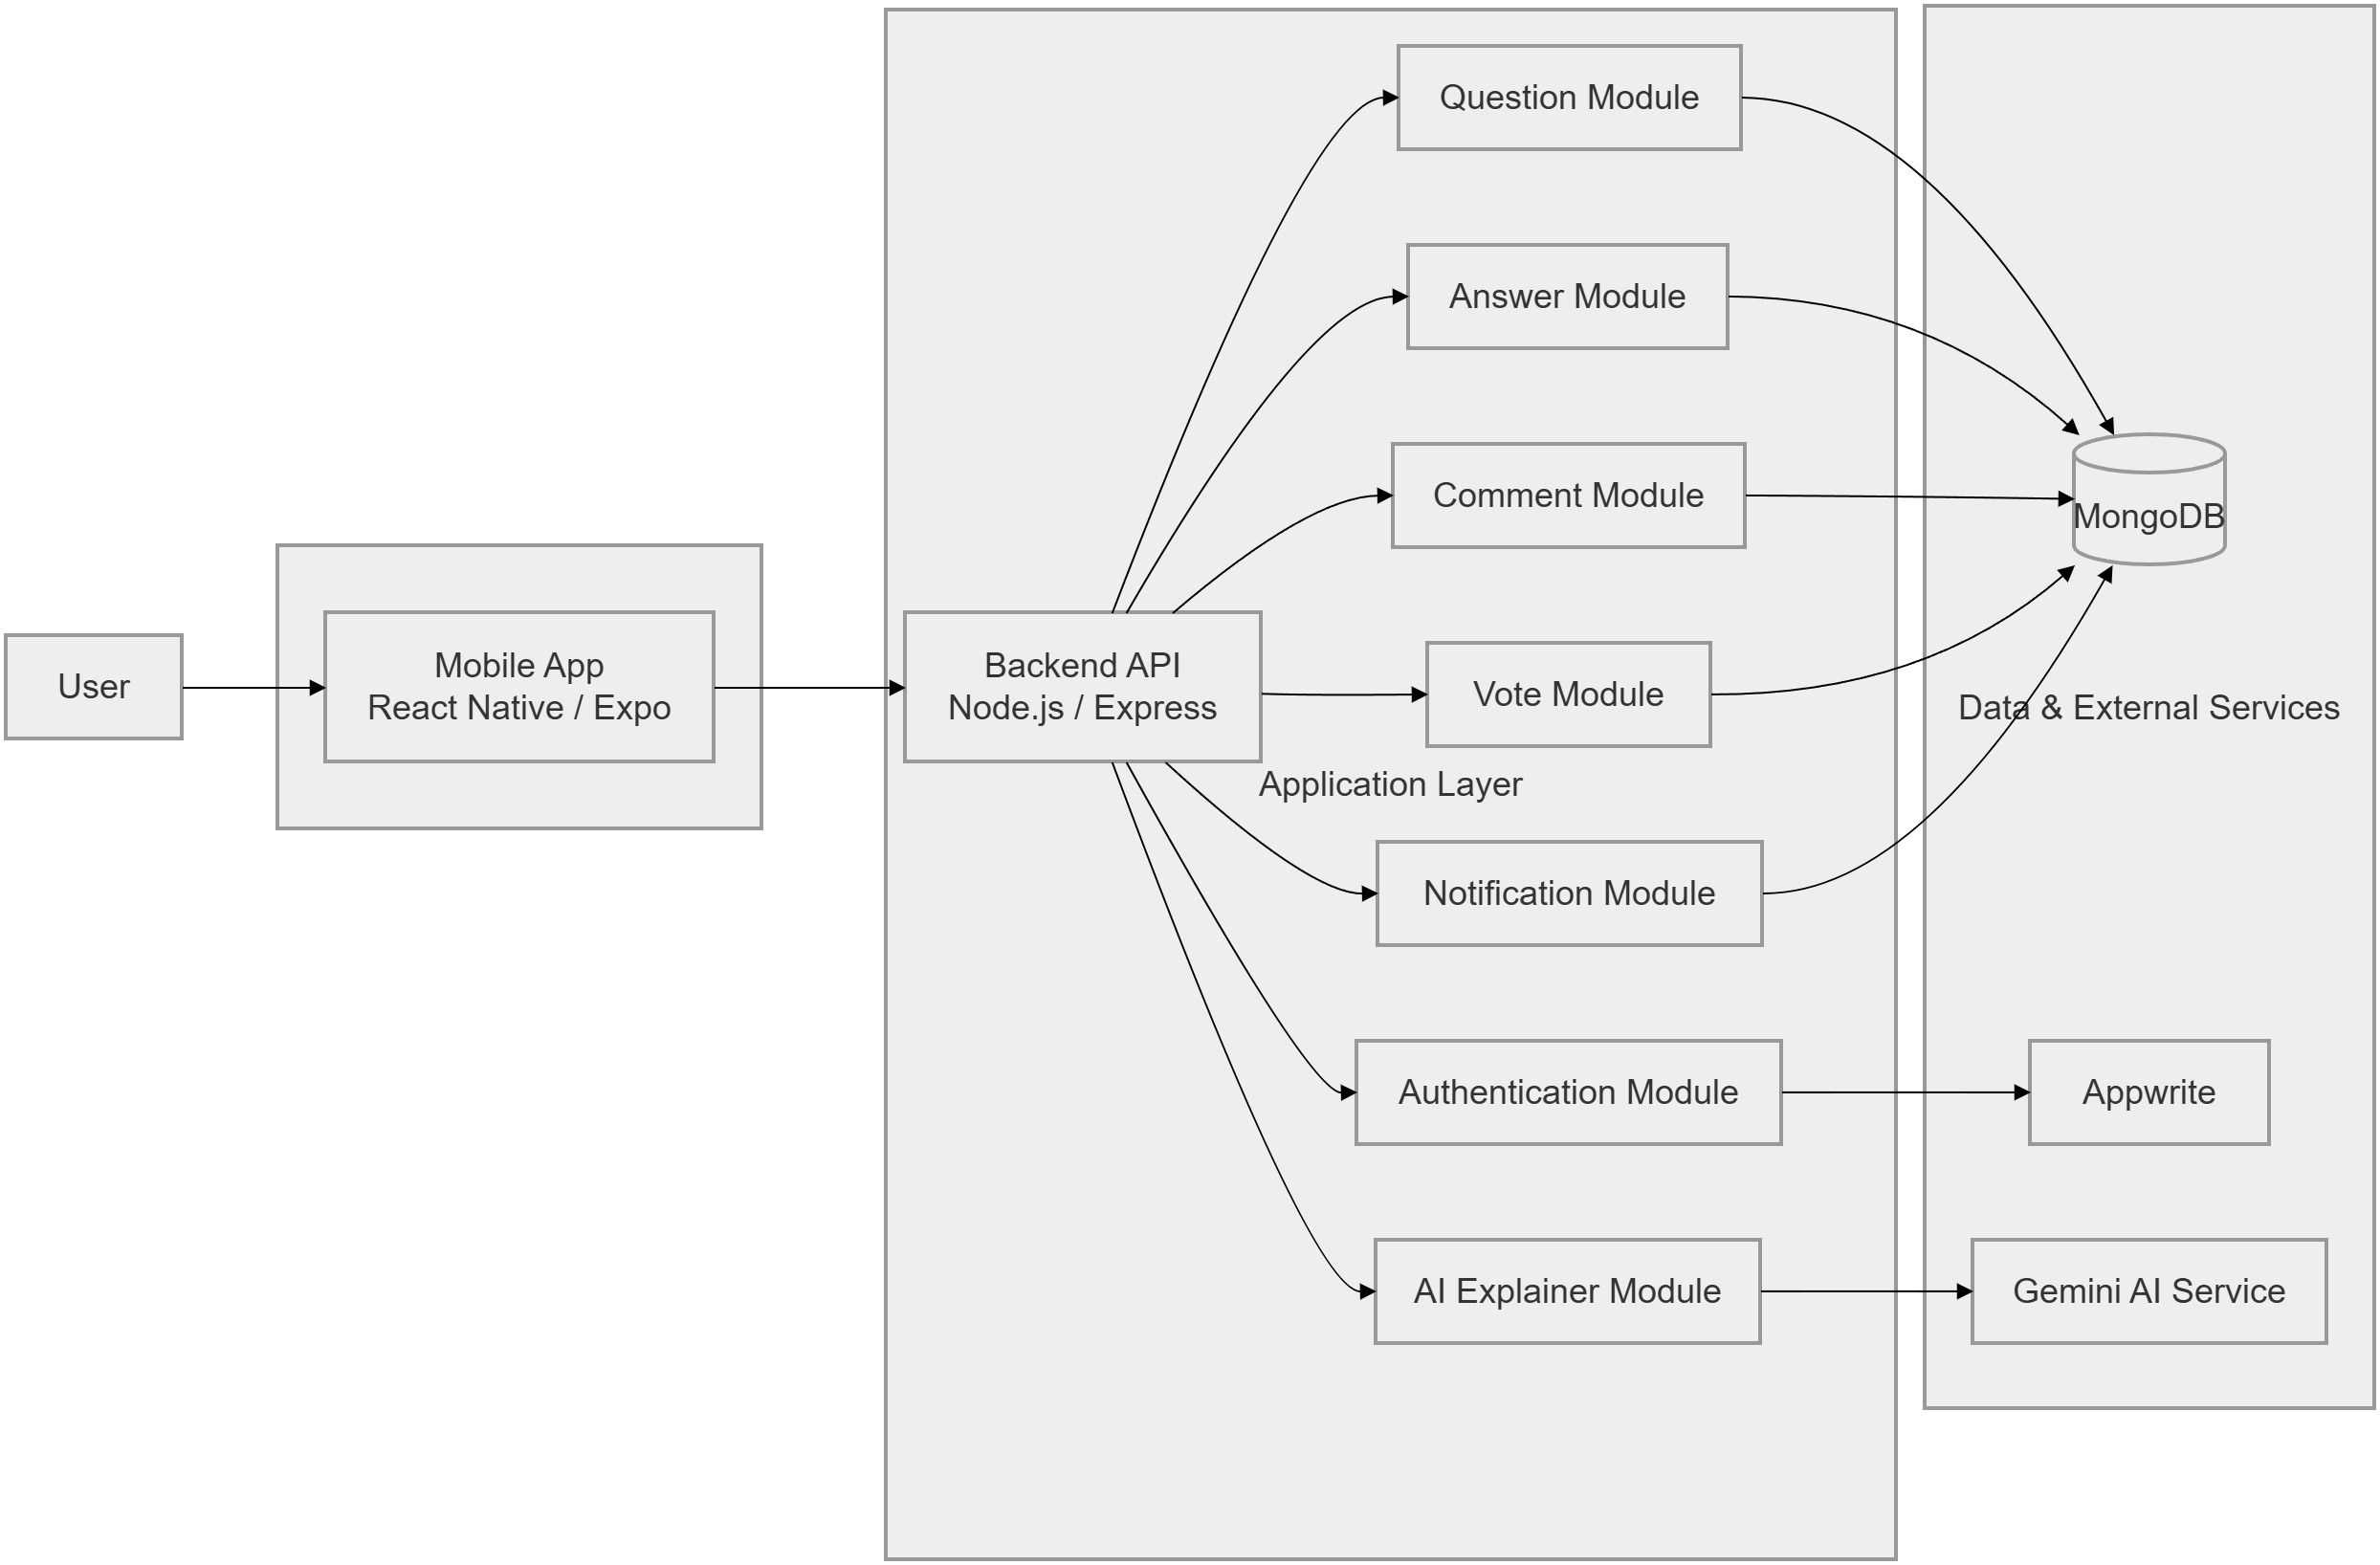 User
Mobile App
React Native / Expo
Backend API
Node.js / Express
Application Layer
Question Module
Answer Module
Comment Module
Vote Module
Notification Module
Authentication Module
AI Explainer Module
MongoDB
Data & External Services
Appwrite
Gemini AI Service